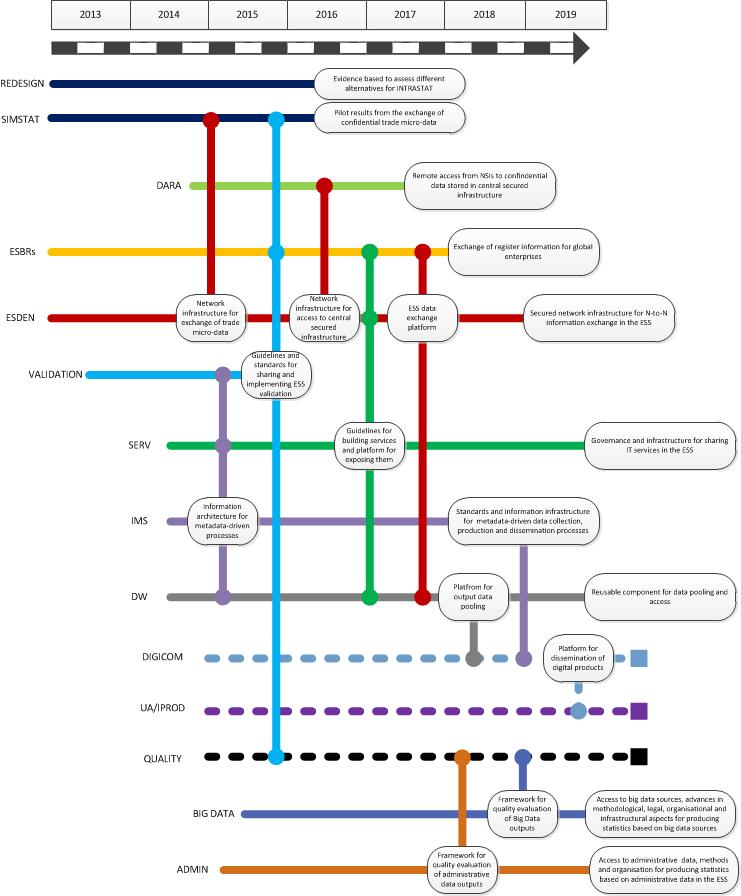 2013 2014 2015 2016 2017 2018 2019
REDESIGN
Evidence based to assess different
alternatives for INTRASTAT
SIMSTAT
Pilot results from the exchange of
confidential trade micro-data
DARA
Remote access from NSIs to confindential
data stored in central secured
infrastructure
ESBRs
Exchange of register information for global
enterprises
ESDEN
Network
infrastructure for
exchange of trade
micro-data
Network
infrastructure for
access to central
secured
infrastructure
ESS data
exchange
platform
Secured network infrastructure for N-to-N
information exchange in the ESS
VALIDATION
Guidelines and
standards for
sharing and
implementing ESS
validation
SERV
Guidelines for
building services
and platform for
exposing them
Governance and infrastructure for sharing
IT services in the ESS
IMS
Information
architecture for
metadata-driven
processes
Standards and information infrastructure
for metadata-driven data collection,
production and dissemination processes
DW
Platfrom for
output data
pooling
Reusable component for data pooling and
access
DIGICOM
Platform for
dissemination of
digital products
UA/IPROD
QUALITY
BIG DATA
Framework for
quality evaluation
of Big Data
outputs
Access to big data sources, advances in
methodological, legal, organisational and
infrastructural aspects for producing
statistics based on big data sources
ADMIN
Framework for
quality evaluation
of administrative
data outputs
Access to administrative data, methods
and organisation for producing statistics
based on administrative data in the ESS